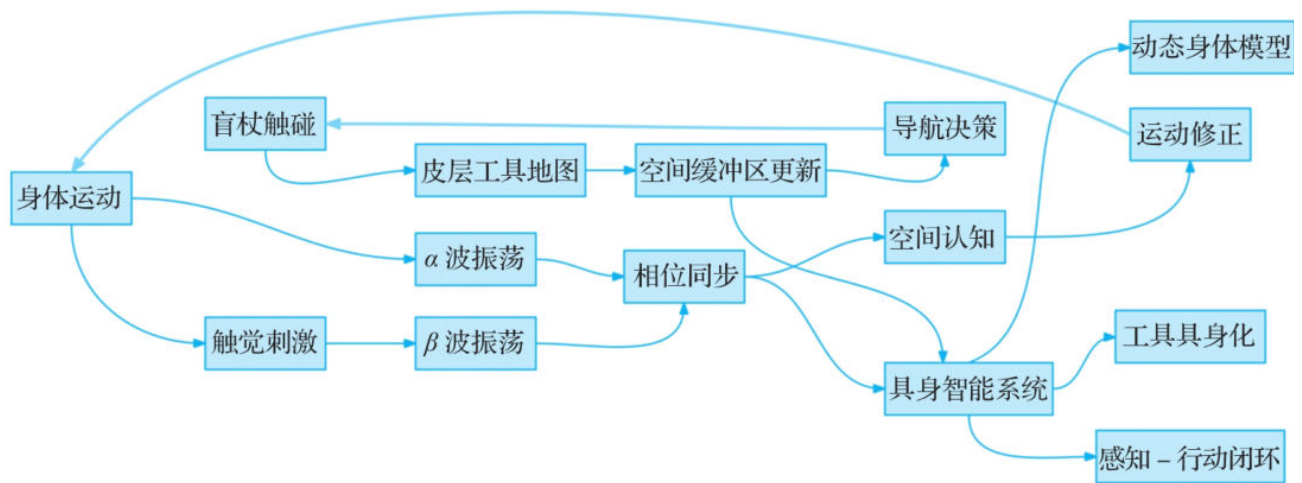 动态身体模型
盲杖触碰
导航决策
运动修正
皮层工具地图
空间缓冲区更新
身体运动
空间认知
α 波振荡
相位同步
触觉刺激
β 波振荡
工具具身化
具身智能系统
感知－行动闭环